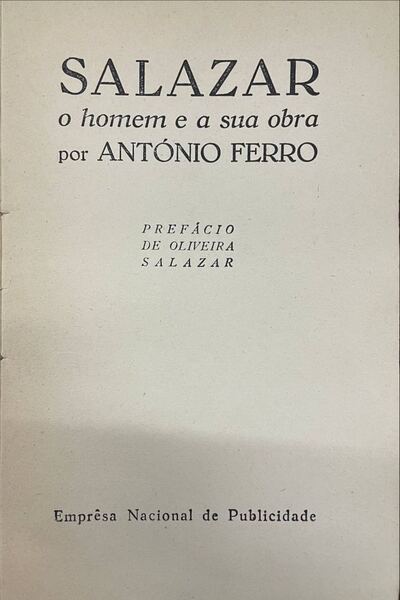 SALAZAR
o homem e a sua obra
por ANTÓNIO FERRO
PREFÁCIO
DE OLIVEIRA
SALAZAR
Emprêsa Nacional de Publicidade